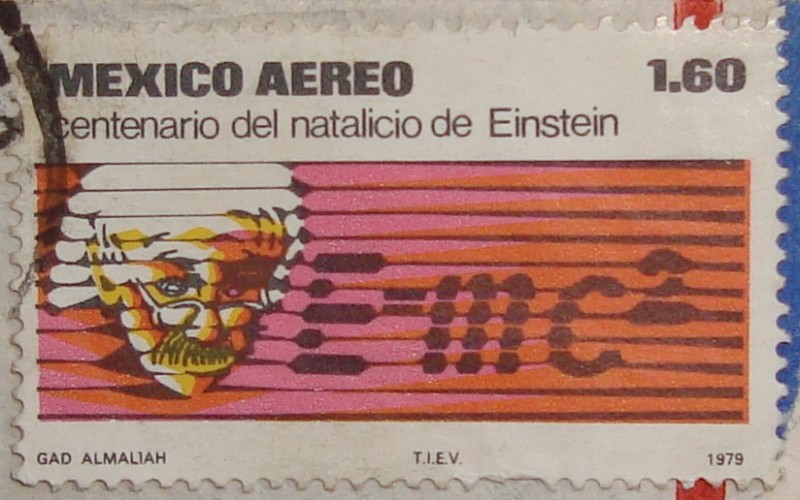 MEXICO AEREO 1.60
centenario del natalicio de Einstein
E=mc²
GAD ALMALIAH T.I.E.V. 1979